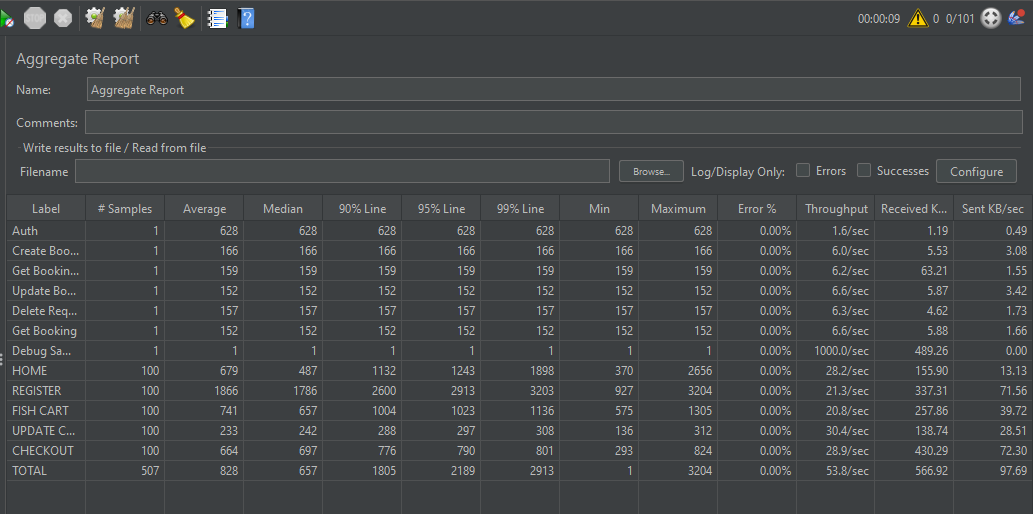 STOP
00:00:09 0 0/101
Aggregate Report
Name: Aggregate Report
Comments:
Write results to file / Read from file
Filename Browse... Log/Display Only: Errors Successes Configure
Label # Samples Average Median 90% Line 95% Line 99% Line Min Maximum Error % Throughput Received K... Sent KB/sec
Auth 1 628 628 628 628 628 628 628 0.00% 1.6/sec 1.19 0.49
Create Boo... 1 166 166 166 166 166 166 166 0.00% 6.0/sec 5.53 3.08
Get Bookin... 1 159 159 159 159 159 159 159 0.00% 6.2/sec 63.21 1.55
Update Bo... 1 152 152 152 152 152 152 152 0.00% 6.6/sec 5.87 3.42
Delete Req... 1 157 157 157 157 157 157 157 0.00% 6.3/sec 4.62 1.73
Get Booking 1 152 152 152 152 152 152 152 0.00% 6.6/sec 5.88 1.66
Debug Sa... 1 1 1 1 1 1 1 1 0.00% 1000.0/sec 489.26 0.00
HOME 100 679 487 1132 1243 1898 370 2656 0.00% 28.2/sec 155.90 13.13
REGISTER 100 1866 1786 2600 2913 3203 927 3204 0.00% 21.3/sec 337.31 71.56
FISH CART 100 741 657 1004 1023 1136 575 1305 0.00% 20.8/sec 257.86 39.72
UPDATE C... 100 233 242 288 297 308 136 312 0.00% 30.4/sec 138.74 28.51
CHECKOUT 100 664 697 776 790 801 293 824 0.00% 28.9/sec 430.29 72.30
TOTAL 507 828 657 1805 2189 2913 1 3204 0.00% 53.8/sec 566.92 97.69